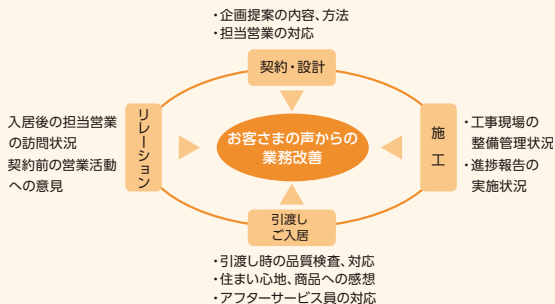 ・企画提案の内容、方法
・担当営業の対応
契約・設計
リレーション
入居後の担当営業
の訪問状況
契約前の営業活動
への意見
お客さまの声からの
業務改善
施工
・工事現場の
整備管理状況
・進捗報告の
実施状況
引渡し
ご入居
・引渡し時の品質検査、対応
・住まい心地、商品への感想
・アフターサービス員の対応